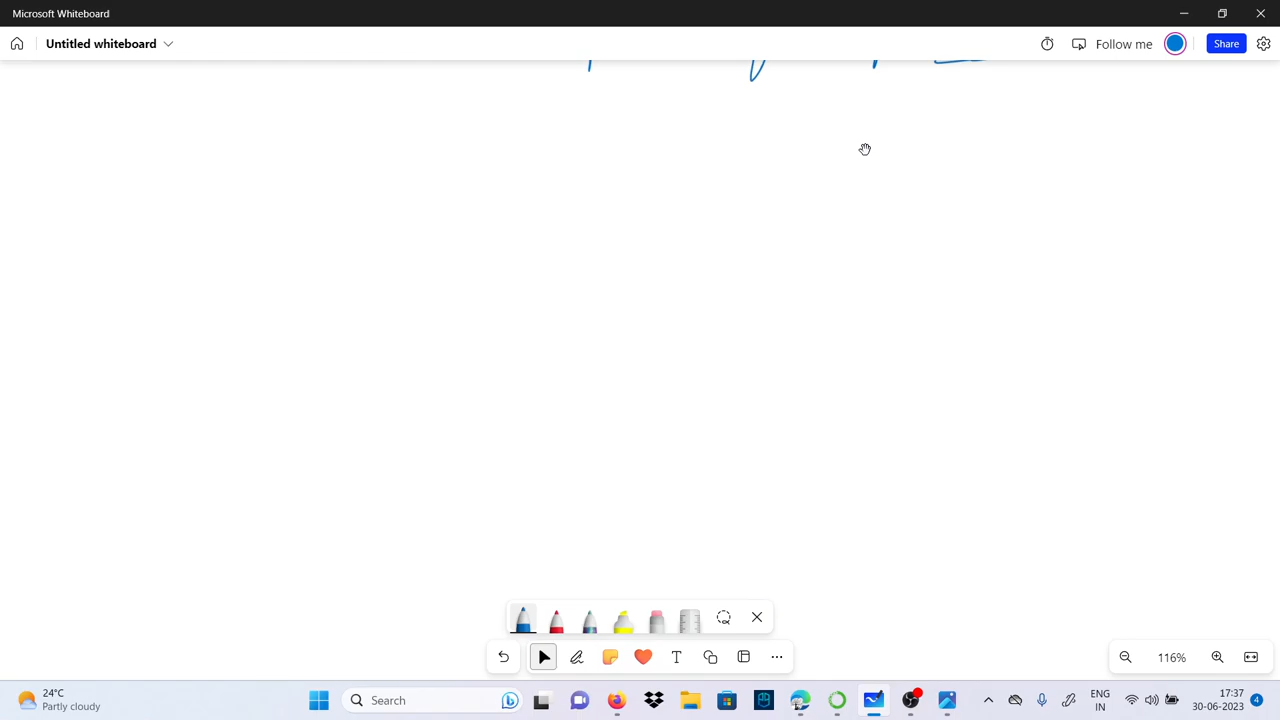 Microsoft Whiteboard
Untitled whiteboard
Follow me
Share
116%
24°C
Partly cloudy
Search
ENG
IN
17:37
30-06-2023
4